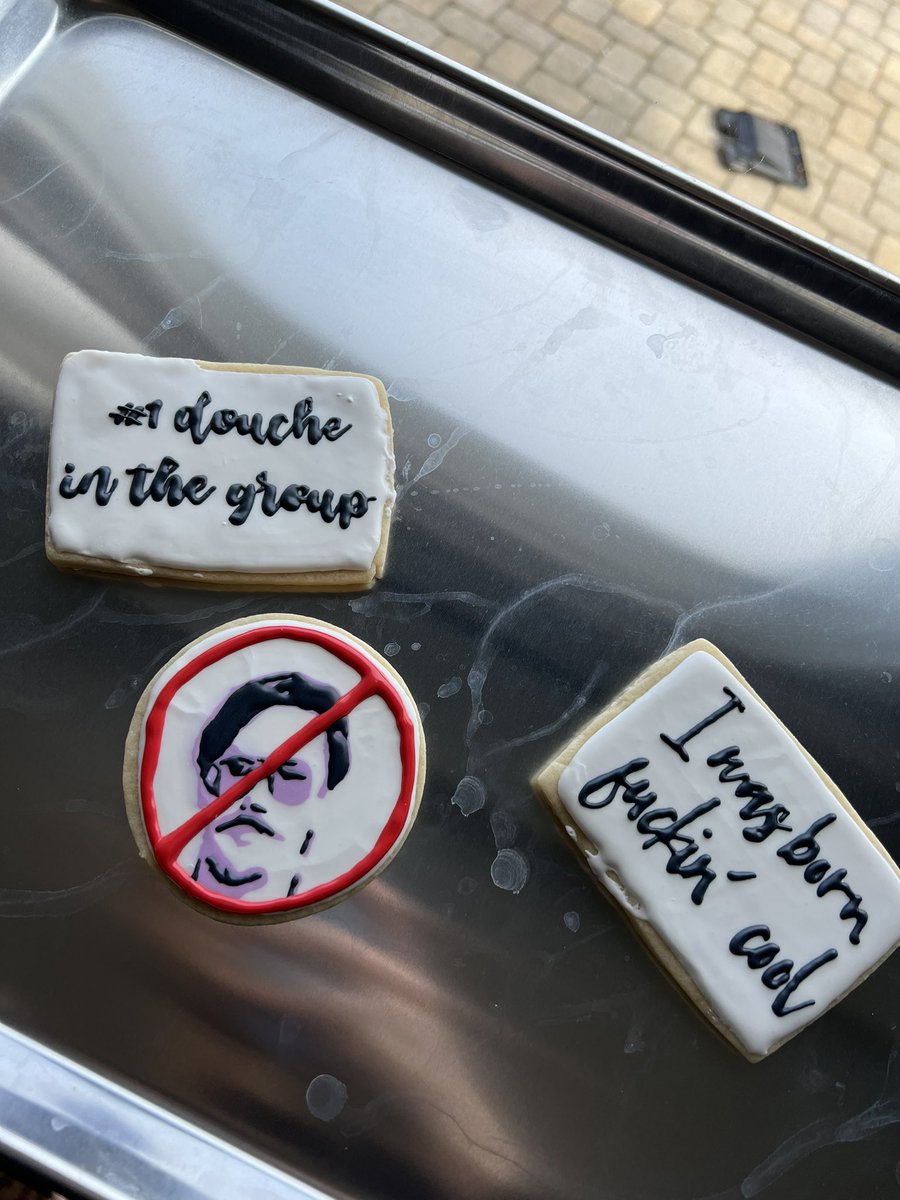 #1 douche
in the group
I was born
fuckin' cool